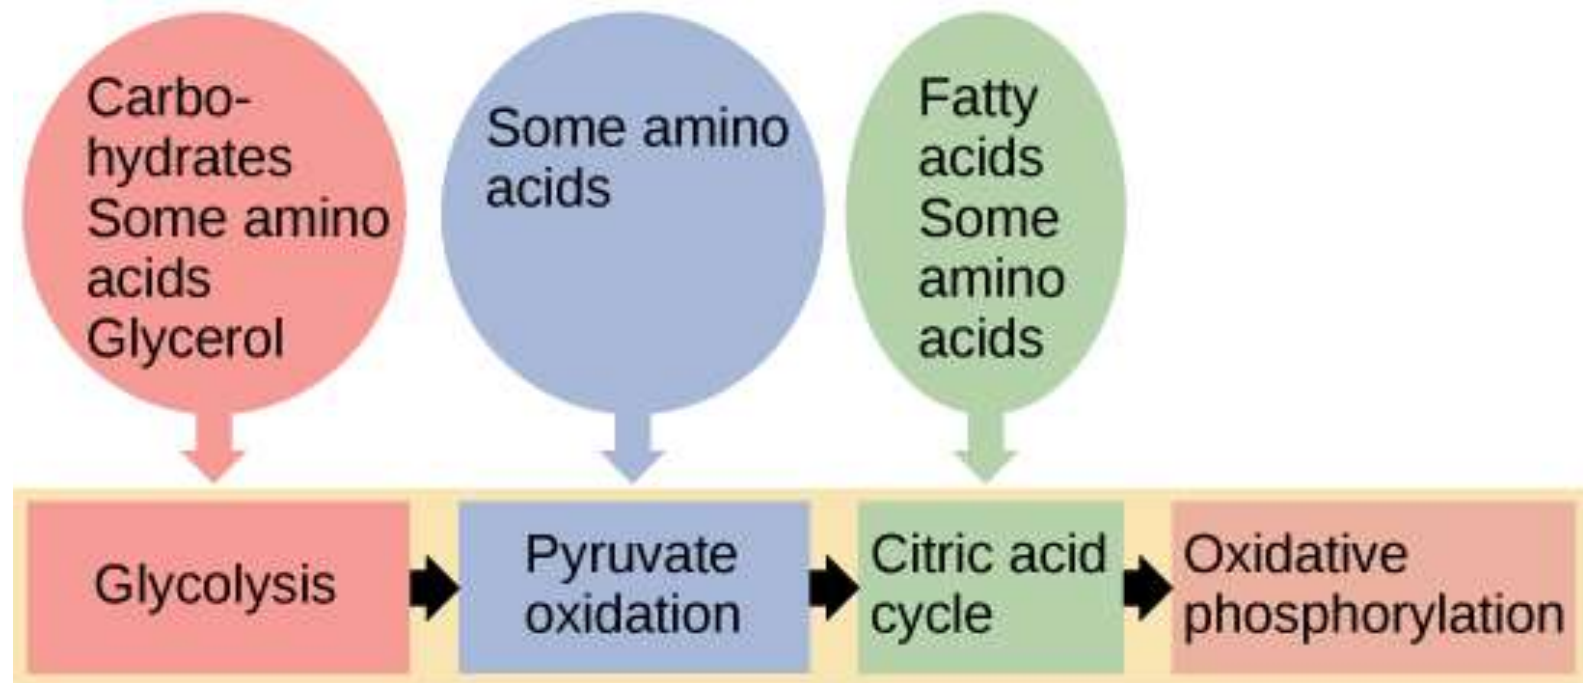 Carbo-
hydrates
Some amino
acids
Glycerol
Some amino
acids
Fatty
acids
Some
amino
acids
Glycolysis
Pyruvate
oxidation
Citric acid
cycle
Oxidative
phosphorylation